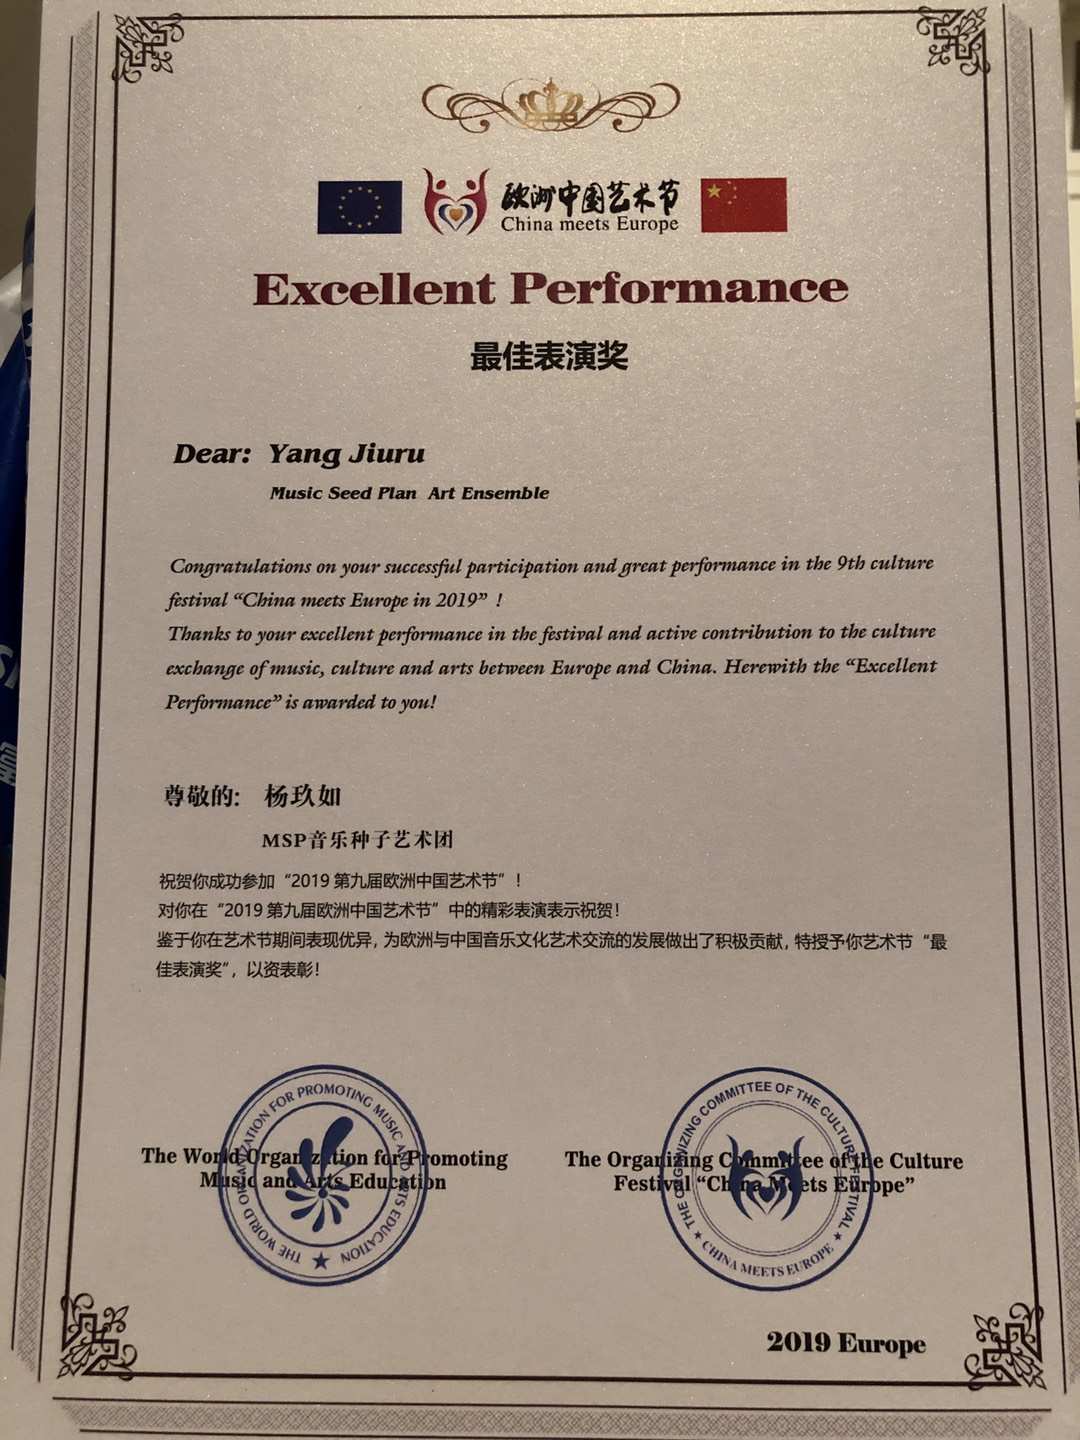 欧洲中国艺术节
China meets Europe
Excellent Performance
最佳表演奖
Dear: Yang Jiuru
Music Seed Plan Art Ensemble
Congratulations on your successful participation and great performance in the 9th culture
festival “China meets Europe in 2019” !
Thanks to your excellent performance in the festival and active contribution to the culture
exchange of music, culture and arts between Europe and China. Herewith the “Excellent
Performance” is awarded to you!
尊敬的: 杨玖如
MSP音乐种子艺术团
祝贺你成功参加“2019 第九届欧洲中国艺术节”!
对你在“2019 第九届欧洲中国艺术节”中的精彩表演表示祝贺!
鉴于你在艺术节期间表现优异, 为欧洲与中国音乐文化艺术交流的发展做出了积极贡献, 特授予你艺术节“最
佳表演奖”, 以资表彰!
The World Organization for Promoting
Music and Arts Education
THE WORLD ORGANIZATION FOR PROMOTING MUSIC AND ARTS EDUCATION
The Organizing Committee of the Culture
Festival “China Meets Europe”
THE ORGANIZING COMMITTEE OF THE CULTURE FESTIVAL
CHINA MEETS EUROPE
2019 Europe